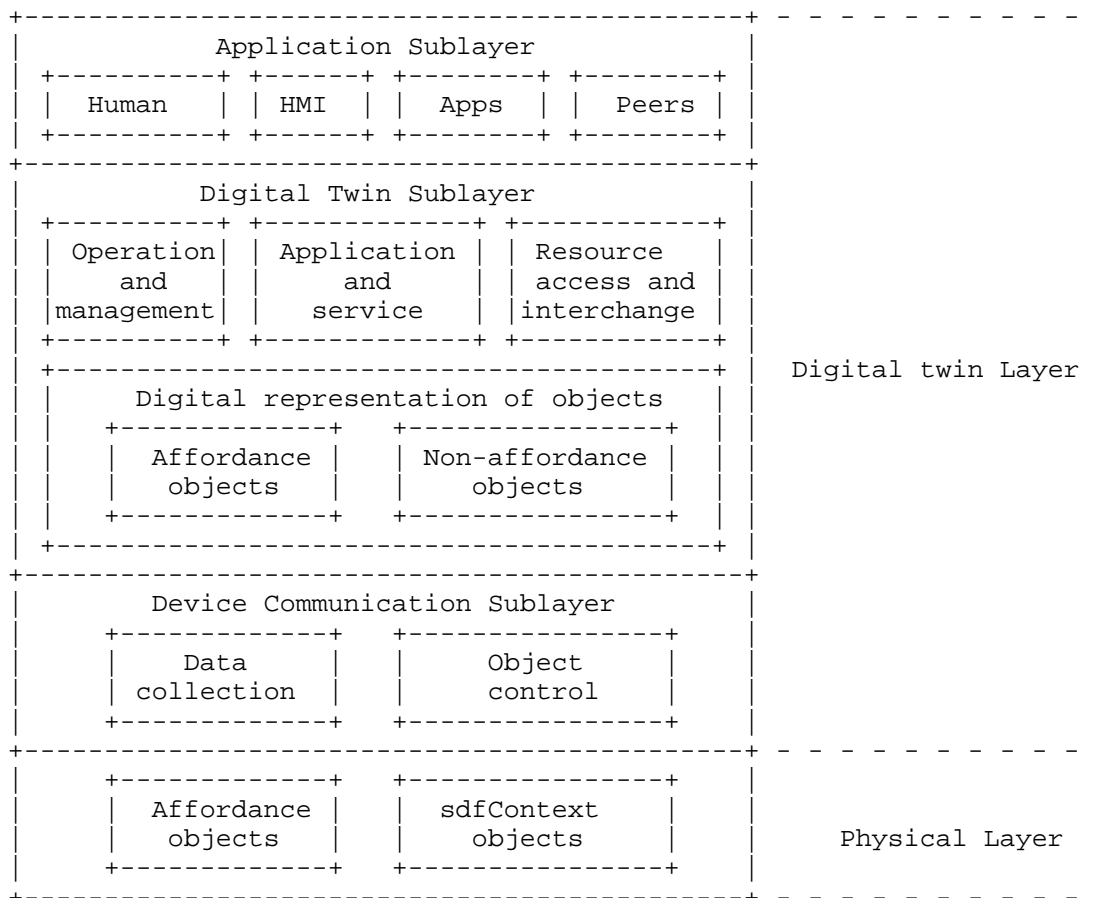 Application Sublayer
Human HMI Apps Peers
Digital Twin Sublayer
Operation Application Resource
and and access and
management service interchange
Digital twin Layer
Digital representation of objects
Affordance Non-affordance
objects objects
Device Communication Sublayer
Data Object
collection control
Affordance sdfContext
objects objects Physical Layer